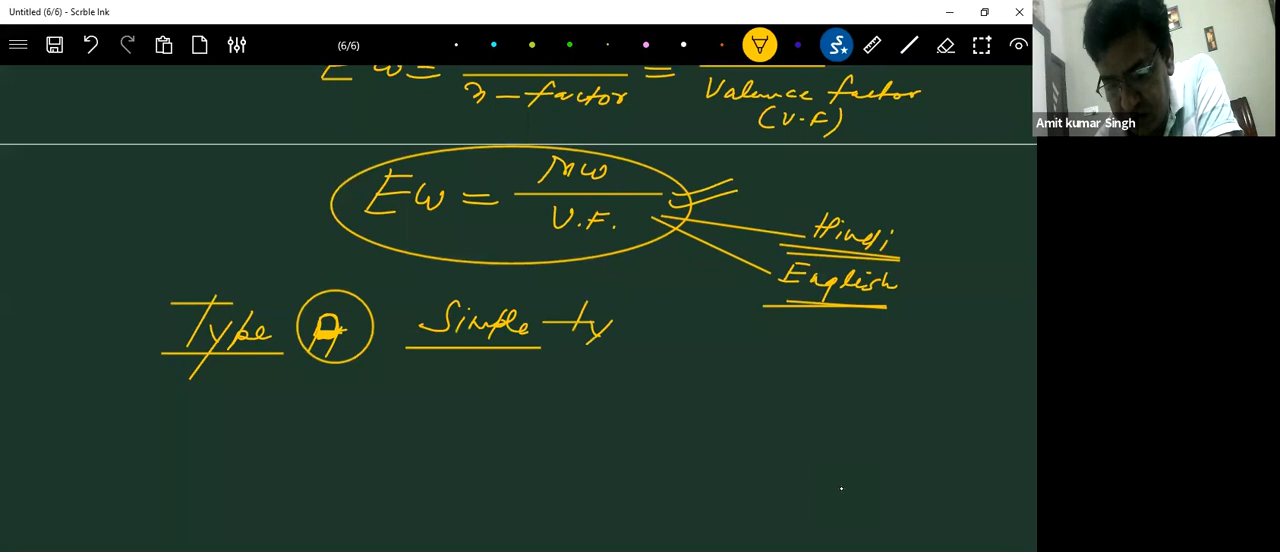 Untitled (6/6) - Scrble Ink
(6/6)
Amit kumar Singh
n-factor = Valence factor
(V.F)
Ew = Mw
V.F.
Hindi
English
Type A Simple ty